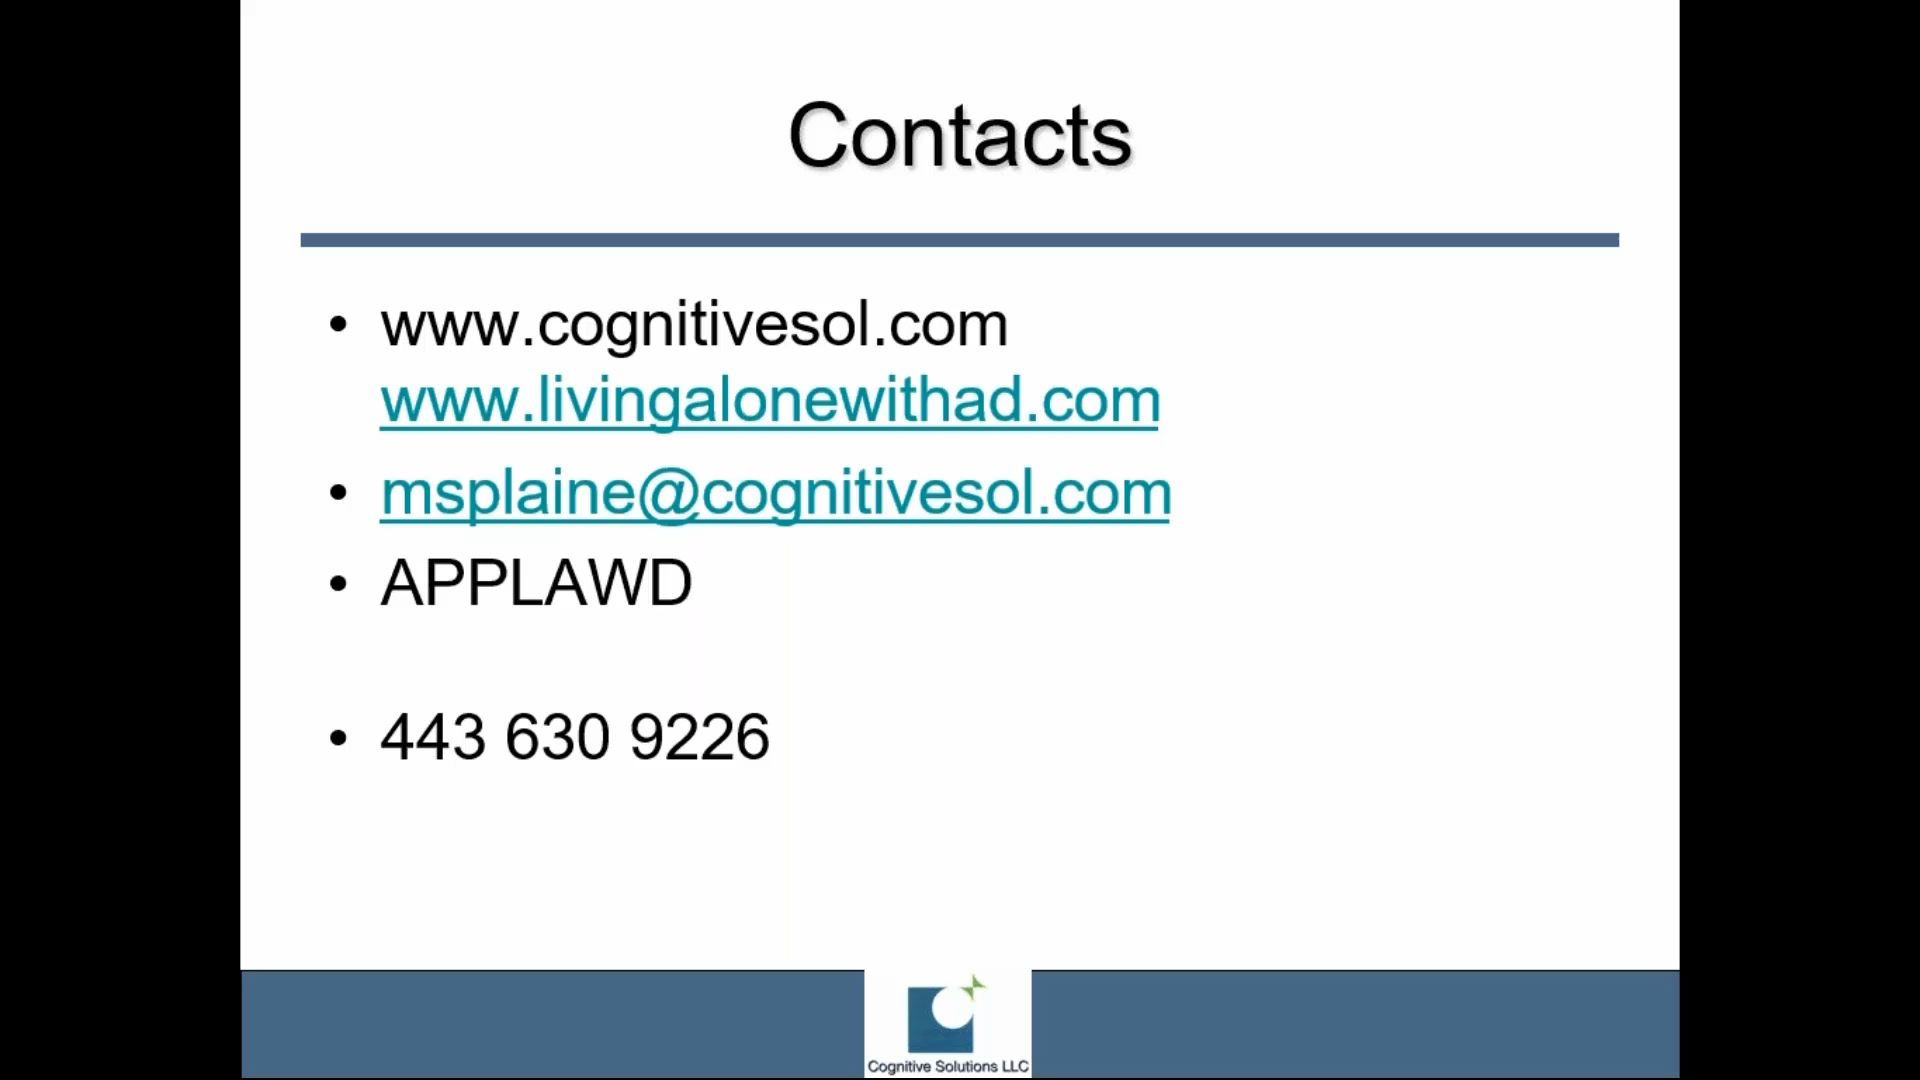 Contacts
• www.cognitivesol.com
www.livingalonewithad.com
• msplaine@cognitivesol.com
• APPLAWD
• 443 630 9226
Cognitive Solutions LLC